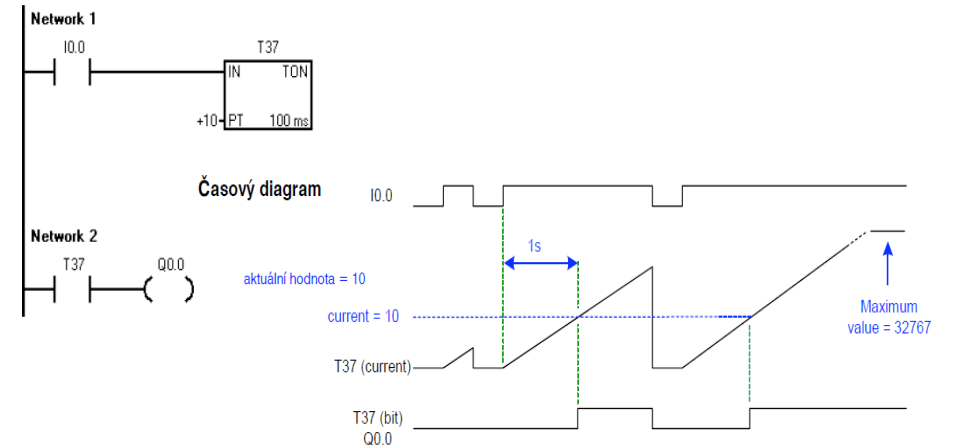 Network 1
I0.0
T37
IN TON
+10 PT 100 ms
Časový diagram
I0.0
Network 2
T37 Q0.0
1s
aktuální hodnota = 10
current = 10
Maximum
value = 32767
T37 (current)
T37 (bit)
Q0.0